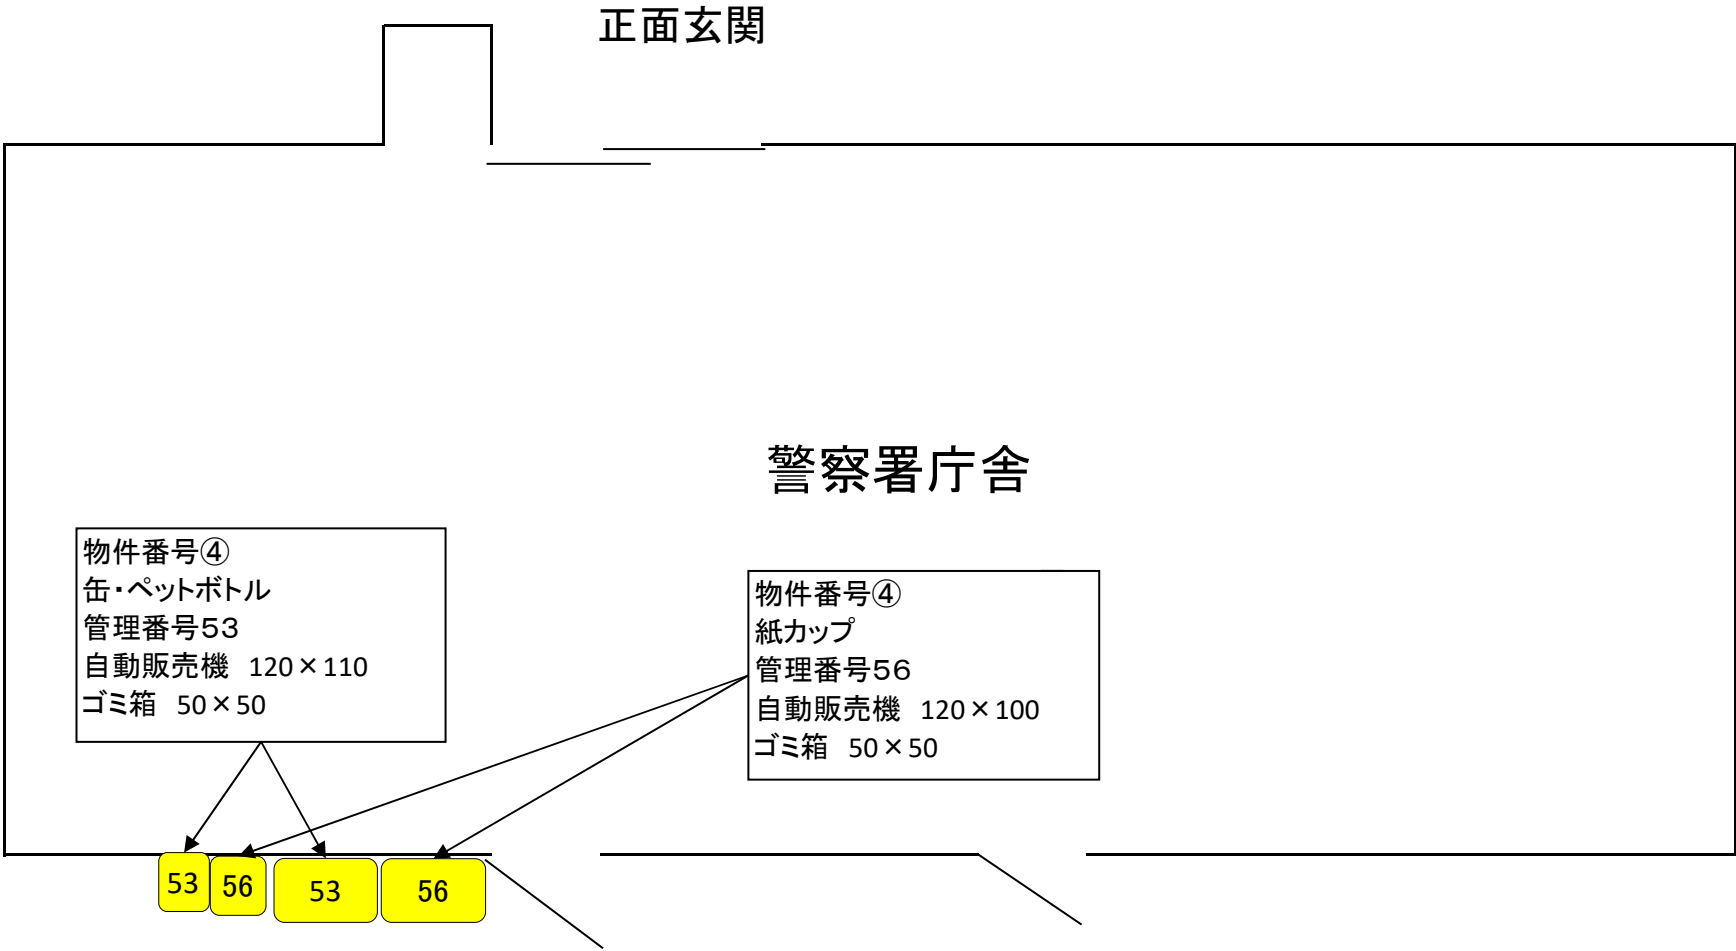 正面玄関
警察署庁舎
物件番号④
缶・ペットボトル
管理番号５３
自動販売機　120×110
ゴミ箱　50×50
物件番号④
紙カップ
管理番号５６
自動販売機　120×100
ゴミ箱　50×50
53
56
53
56